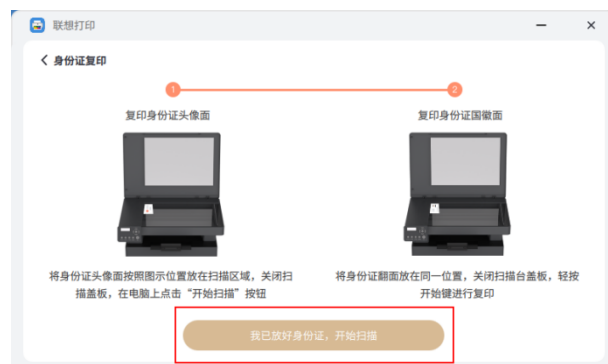 联想打印
身份证复印
1
2
复印身份证头像面
复印身份证国徽面
将身份证头像面按照图示位置放在扫描区域，关闭扫
描盖板，在电脑上点击“开始扫描”按钮
将身份证翻面放在同一位置，关闭扫描台盖板，轻按
开始键进行复印
我已放好身份证，开始扫描